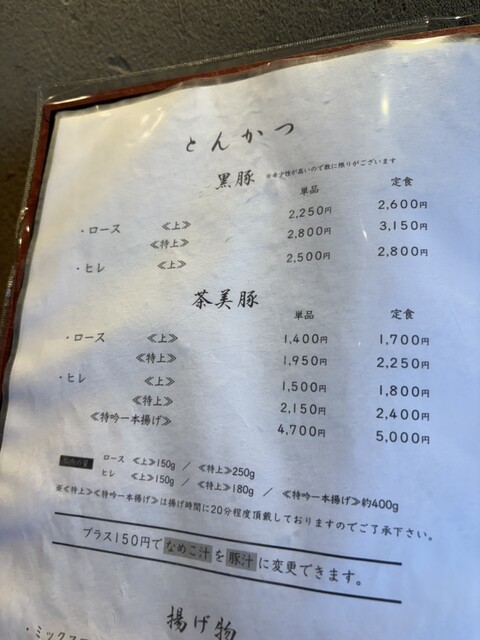 とんかつ
黒豚 ※希少性が高いので数に限りがございます
単品 定食
・ロース 《上》 2,250円 2,600円
《特上》 2,800円 3,150円
・ヒレ 《上》 2,500円 2,800円
茶美豚
単品 定食
・ロース 《上》 1,400円 1,700円
《特上》 1,950円 2,250円
・ヒレ 《上》 1,500円 1,800円
《特上》 2,150円 2,400円
《特吟一本揚げ》 4,700円 5,000円
ロース 《上》150g / 《特上》250g
ヒレ 《上》150g / 《特上》180g / 《特吟一本揚げ》約400g
※《特上》《特吟一本揚げ》は揚げ時間に20分程度頂戴しておりますのでご了承下さい。
プラス150円でなめこ汁を豚汁に変更できます。
揚げ物
・ミックス